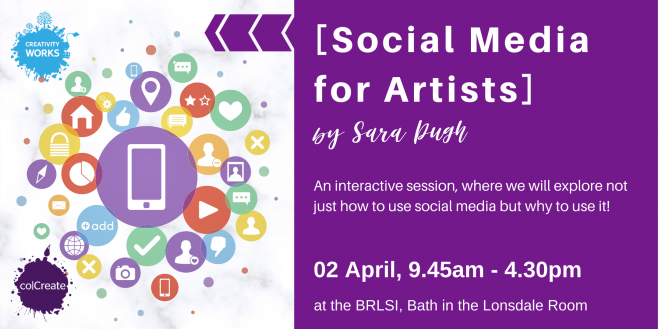 CREATIVITY
WORKS
[Social Media
for Artists]
by Sara Pugh
An interactive session, where we will explore not
just how to use social media but why to use it!
02 April, 9.45am - 4.30pm
at the BRLSI, Bath in the Lonsdale Room
+add
colCreate